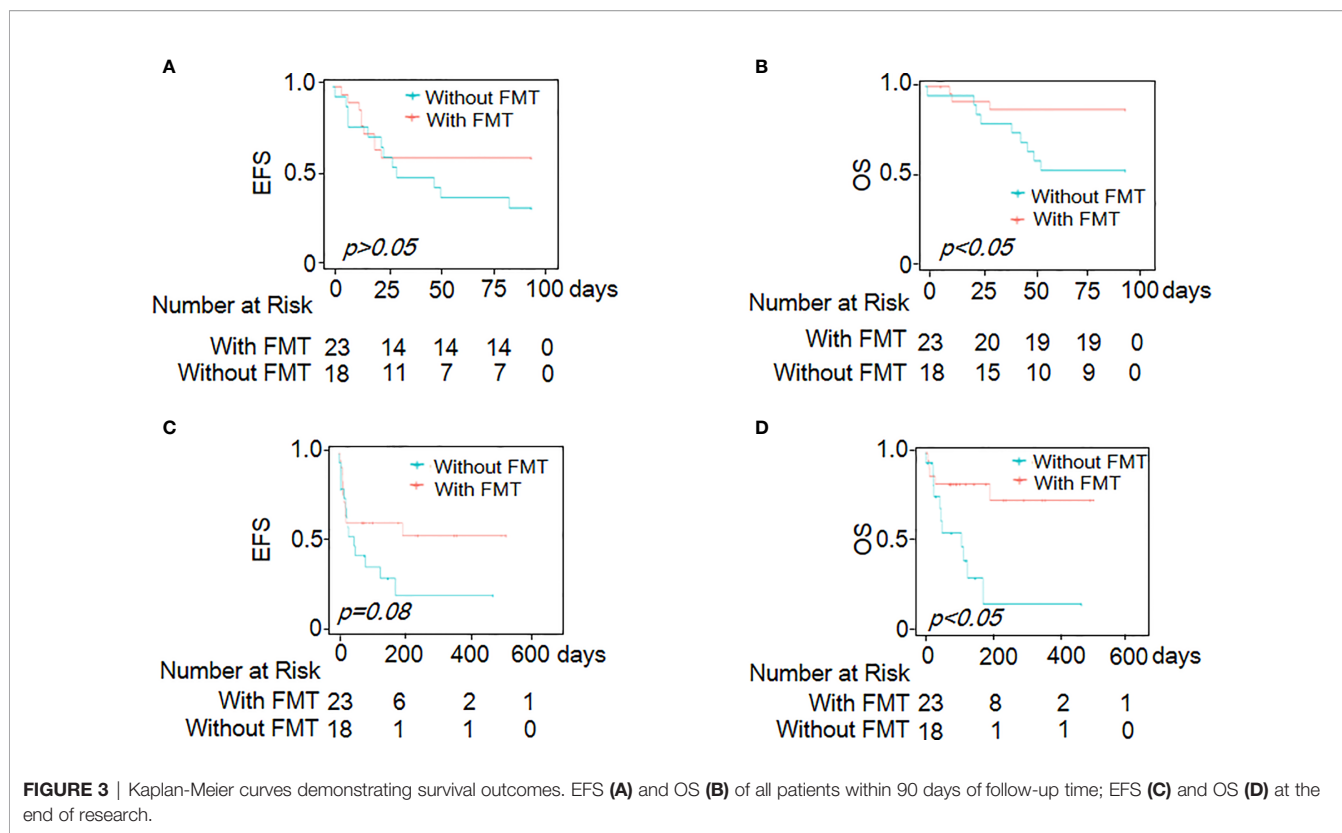 A
1.0
0.5
0
EFS
Without FMT
With FMT
p>0.05
0 25 50 75 100 days
Number at Risk
With FMT 23 14 14 14 0
Without FMT 18 11 7 7 0
B
1.0
0.5
0
OS
Without FMT
With FMT
p<0.05
0 25 50 75 100 days
Number at Risk
With FMT 23 20 19 19 0
Without FMT 18 15 10 9 0
C
1.0
0.5
0
EFS
Without FMT
With FMT
p=0.08
0 200 400 600 days
Number at Risk
With FMT 23 6 2 1
Without FMT 18 1 1 0
D
1.0
0.5
0
OS
Without FMT
With FMT
p<0.05
0 200 400 600 days
Number at Risk
With FMT 23 8 2 1
Without FMT 18 1 1 0
FIGURE 3 | Kaplan-Meier curves demonstrating survival outcomes. EFS (A) and OS (B) of all patients within 90 days of follow-up time; EFS (C) and OS (D) at the
end of research.